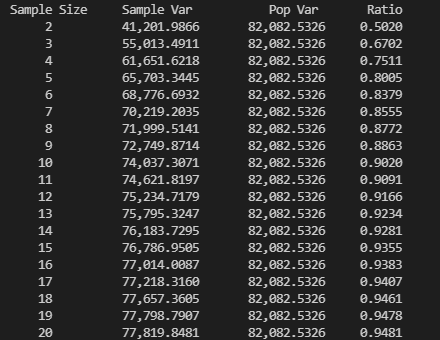 Sample Size Sample Var Pop Var Ratio
2 41,201.9866 82,082.5326 0.5020
3 55,013.4911 82,082.5326 0.6702
4 61,651.6218 82,082.5326 0.7511
5 65,703.3445 82,082.5326 0.8005
6 68,776.6932 82,082.5326 0.8379
7 70,219.2035 82,082.5326 0.8555
8 71,999.5141 82,082.5326 0.8772
9 72,749.8714 82,082.5326 0.8863
10 74,037.3071 82,082.5326 0.9020
11 74,621.8197 82,082.5326 0.9091
12 75,234.7179 82,082.5326 0.9166
13 75,795.3247 82,082.5326 0.9234
14 76,183.7295 82,082.5326 0.9281
15 76,786.9505 82,082.5326 0.9355
16 77,014.0087 82,082.5326 0.9383
17 77,218.3160 82,082.5326 0.9407
18 77,657.3605 82,082.5326 0.9461
19 77,798.7907 82,082.5326 0.9478
20 77,819.8481 82,082.5326 0.9481